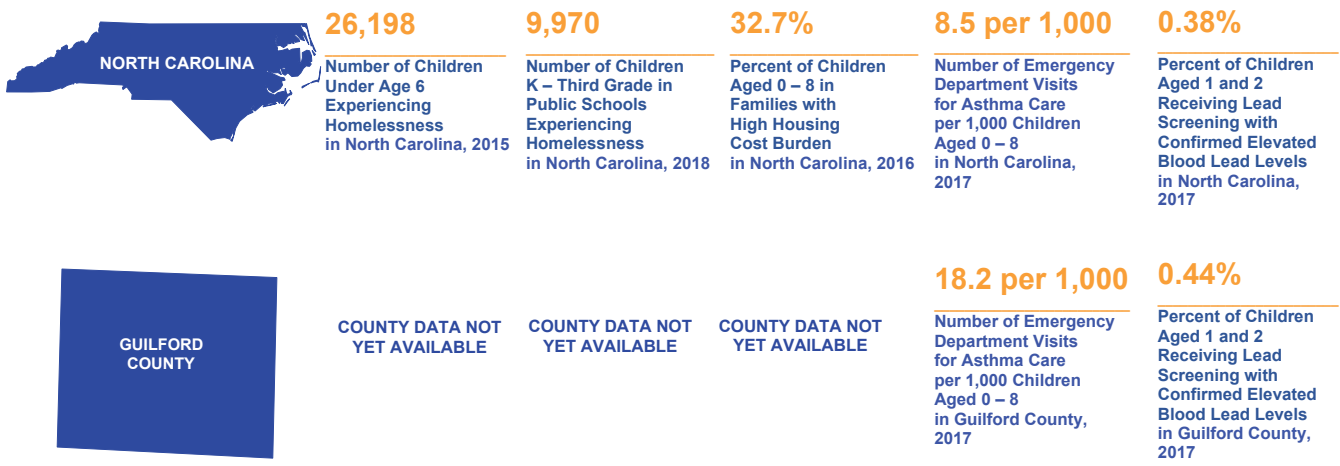 NORTH CAROLINA
26,198
Number of Children
Under Age 6
Experiencing
Homelessness
in North Carolina, 2015
9,970
Number of Children
K – Third Grade in
Public Schools
Experiencing
Homelessness
in North Carolina, 2018
32.7%
Percent of Children
Aged 0 – 8 in
Families with
High Housing
Cost Burden
in North Carolina, 2016
8.5 per 1,000
Number of Emergency
Department Visits
for Asthma Care
per 1,000 Children
Aged 0 – 8
in North Carolina,
2017
0.38%
Percent of Children
Aged 1 and 2
Receiving Lead
Screening with
Confirmed Elevated
Blood Lead Levels
in North Carolina,
2017
GUILFORD
COUNTY
COUNTY DATA NOT
YET AVAILABLE
COUNTY DATA NOT
YET AVAILABLE
COUNTY DATA NOT
YET AVAILABLE
18.2 per 1,000
Number of Emergency
Department Visits
for Asthma Care
per 1,000 Children
Aged 0 – 8
in Guilford County,
2017
0.44%
Percent of Children
Aged 1 and 2
Receiving Lead
Screening with
Confirmed Elevated
Blood Lead Levels
in Guilford County,
2017